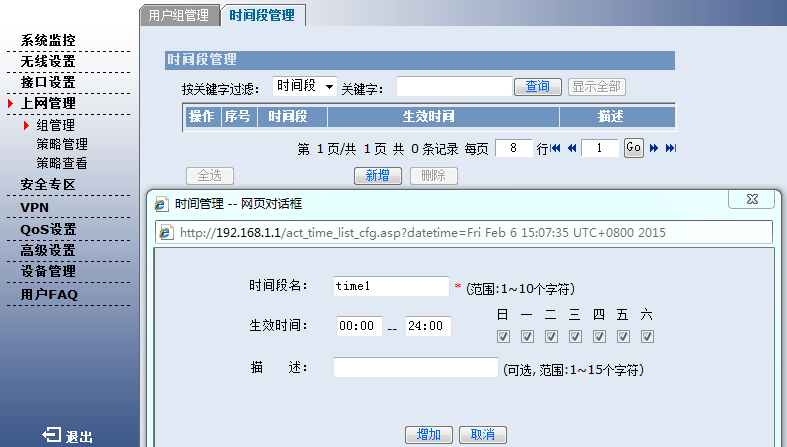 用户组管理 时间段管理
系统监控
无线设置
接口设置
上网管理
组管理
策略管理
策略查看
安全专区
VPN
QoS设置
高级设置
设备管理
用户FAQ
退出
时间段管理
按关键字过滤: 时间段 关键字: 查询 显示全部
操作 序号 时间段 生效时间 描述
第 1 页/共 1 页 共 0 条记录 每页 8 行 1 Go
全选 新增 删除
时间管理 -- 网页对话框
http://192.168.1.1/act_time_list_cfg.asp?datetime=Fri Feb 6 15:07:35 UTC+0800 2015
时间段名: time1 * (范围:1~10个字符)
日 一 二 三 四 五 六
生效时间: 00:00 -- 24:00
描 述: (可选, 范围:1~15个字符)
增加 取消